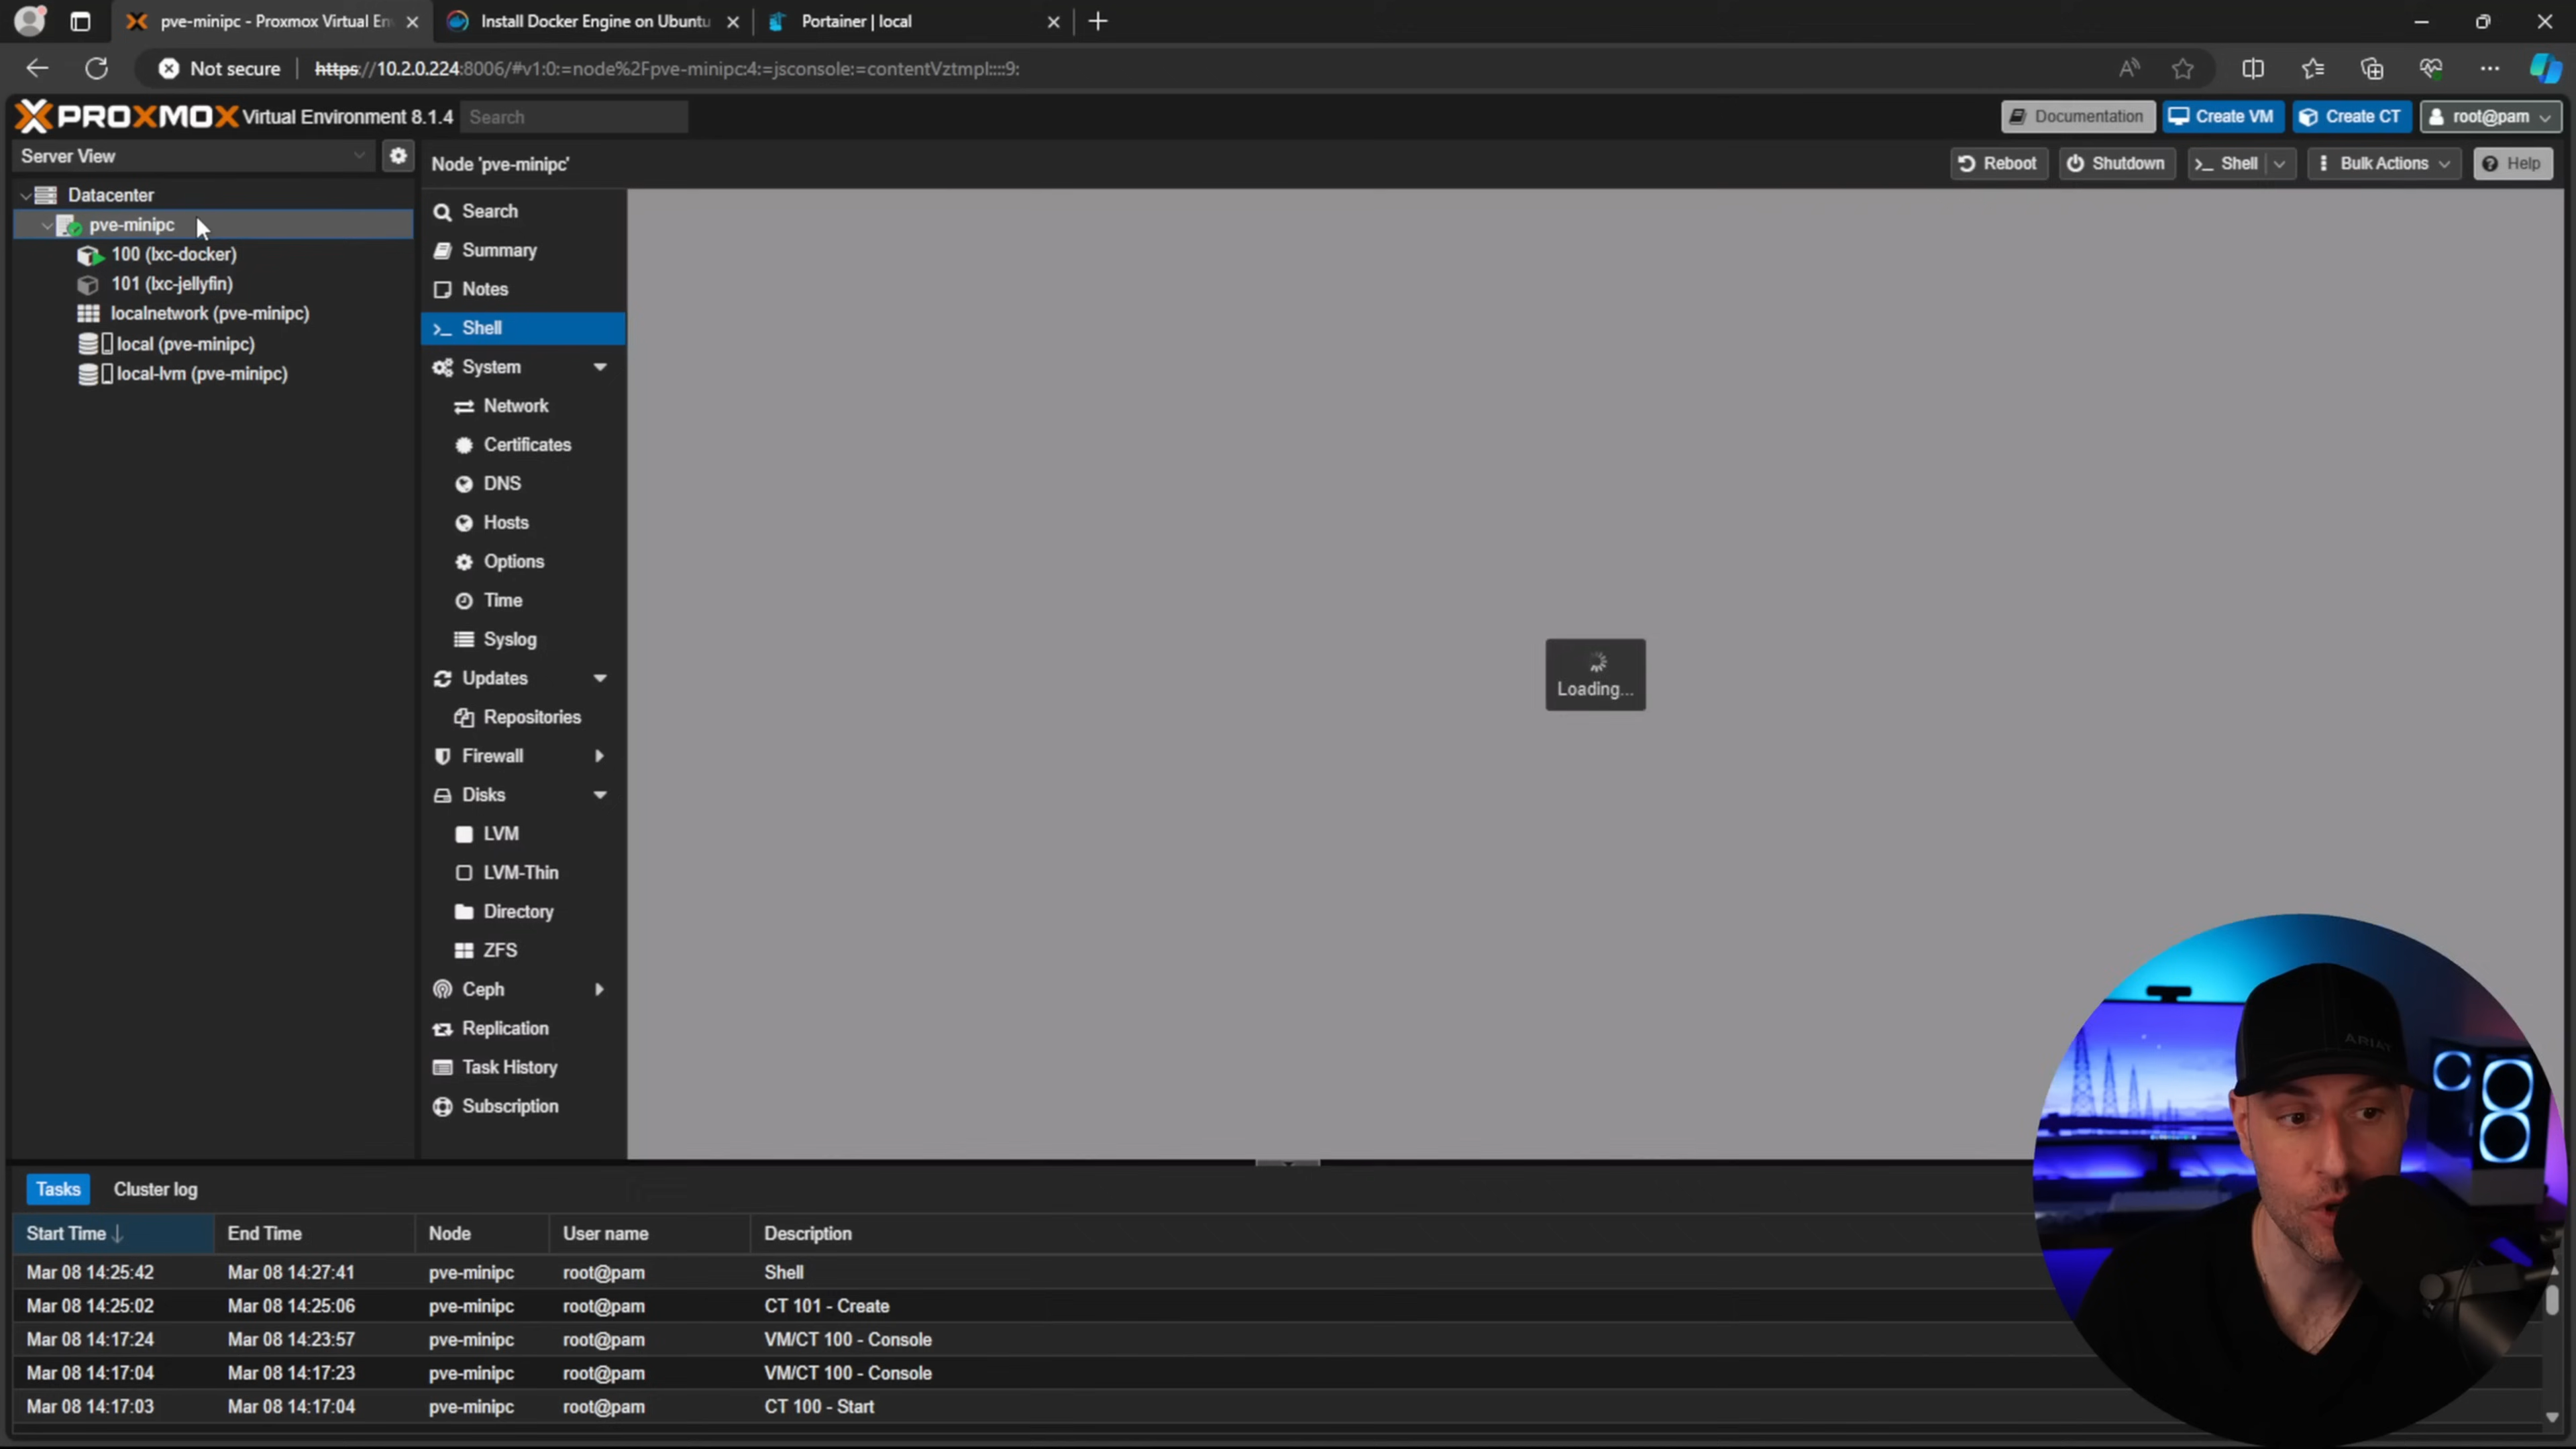 pve-minipc - Proxmox Virtual En
Install Docker Engine on Ubuntu
Portainer | local
Not secure
https://10.2.0.224:8006/#v1:0:=node%2Fpve-minipc:4:=jsconsole:=contentVztmpl::::9:
PROXMOX Virtual Environment 8.1.4
Search
Documentation
Create VM
Create CT
root@pam
Server View
Node 'pve-minipc'
Reboot
Shutdown
Shell
Bulk Actions
Help
Datacenter
pve-minipc
100 (lxc-docker)
101 (lxc-jellyfin)
localnetwork (pve-minipc)
local (pve-minipc)
local-lvm (pve-minipc)
Search
Summary
Notes
Shell
System
Network
Certificates
DNS
Hosts
Options
Time
Syslog
Updates
Repositories
Firewall
Disks
LVM
LVM-Thin
Directory
ZFS
Ceph
Replication
Task History
Subscription
Loading...
ARIAT
Tasks
Cluster log
Start Time End Time Node User name Description
Mar 08 14:25:42 Mar 08 14:27:41 pve-minipc root@pam Shell
Mar 08 14:25:02 Mar 08 14:25:06 pve-minipc root@pam CT 101 - Create
Mar 08 14:17:24 Mar 08 14:23:57 pve-minipc root@pam VM/CT 100 - Console
Mar 08 14:17:04 Mar 08 14:17:23 pve-minipc root@pam VM/CT 100 - Console
Mar 08 14:17:03 Mar 08 14:17:04 pve-minipc root@pam CT 100 - Start